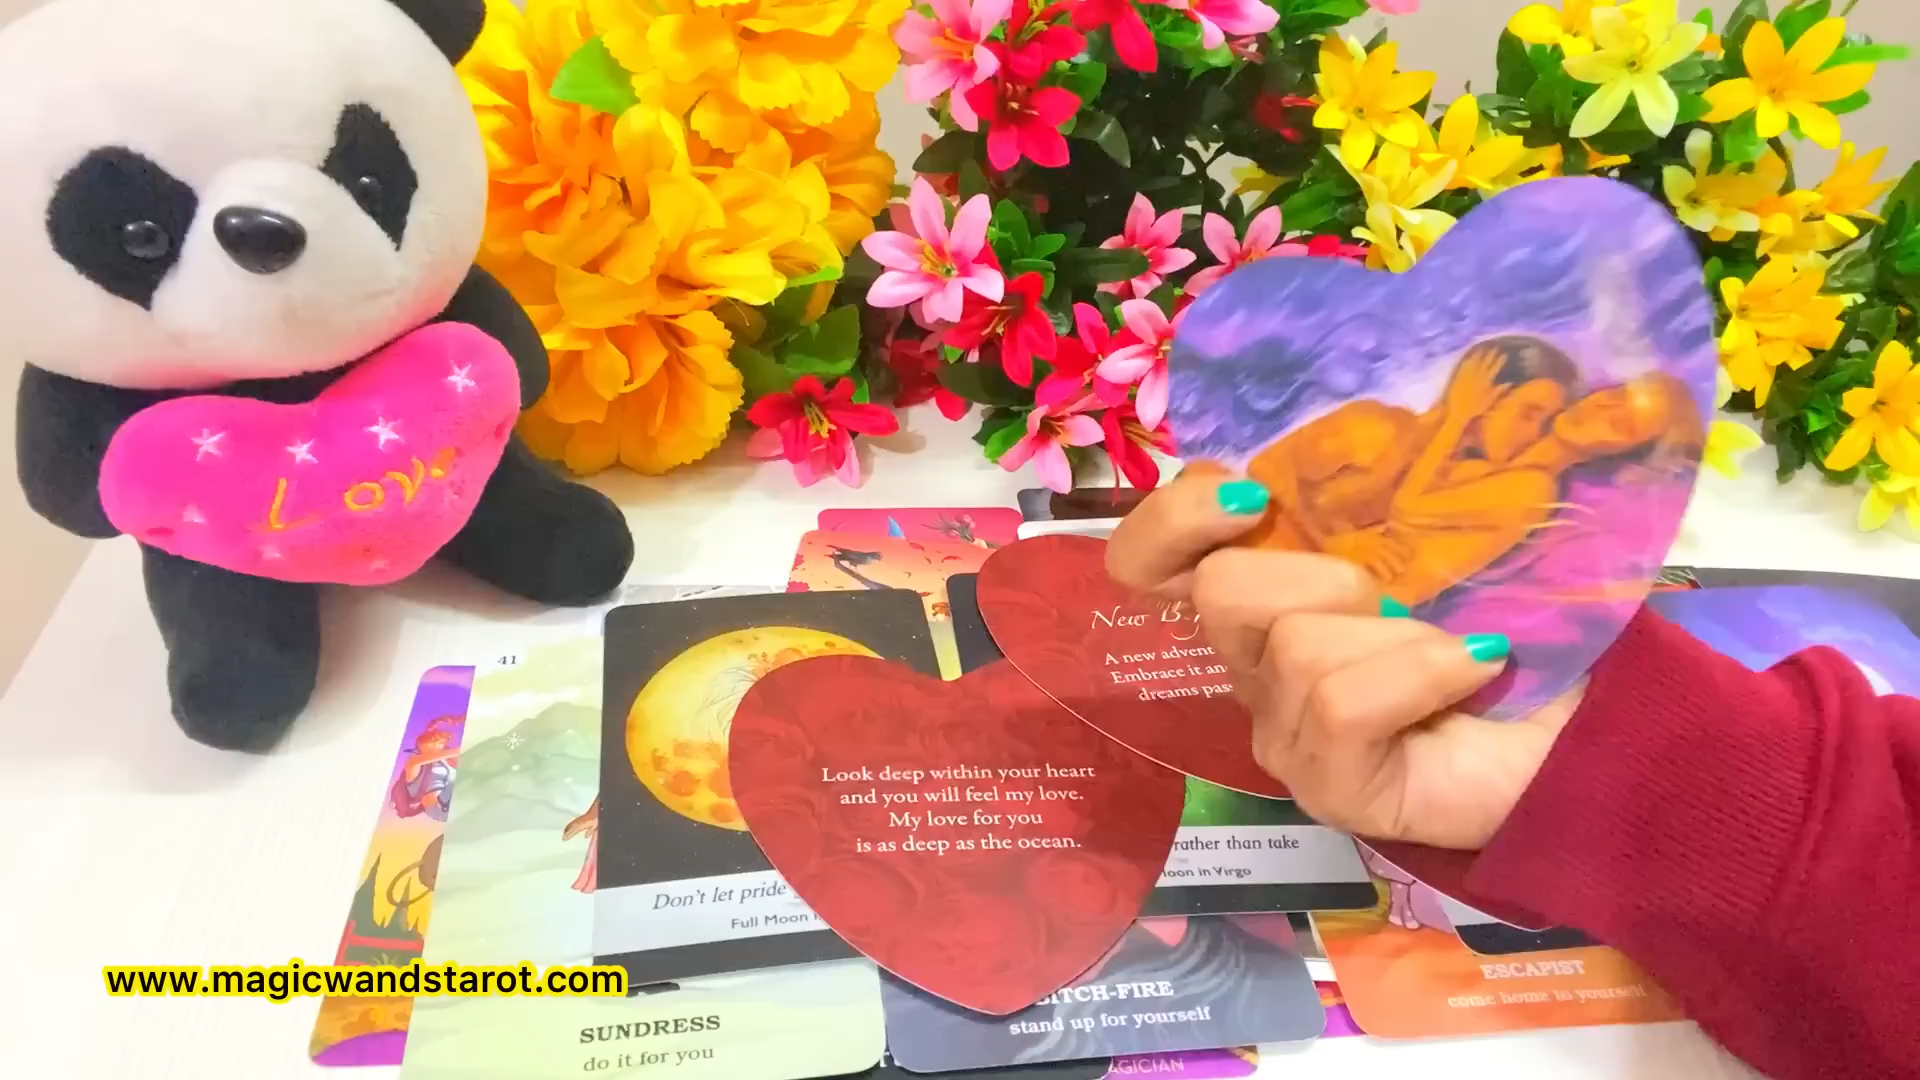 Love
41
New
A new advent
Embrace it an
dreams pas
Look deep within your heart
and you will feel my love.
My love for you
is as deep as the ocean.
Don't let pride
Full Moon
rather than take
Moon in Virgo
www.magicwandstarot.com
SUNDRESS
do it for you
BITCH-FIRE
stand up for yourself
ESCAPIST
come home to yourself
MAGICIAN